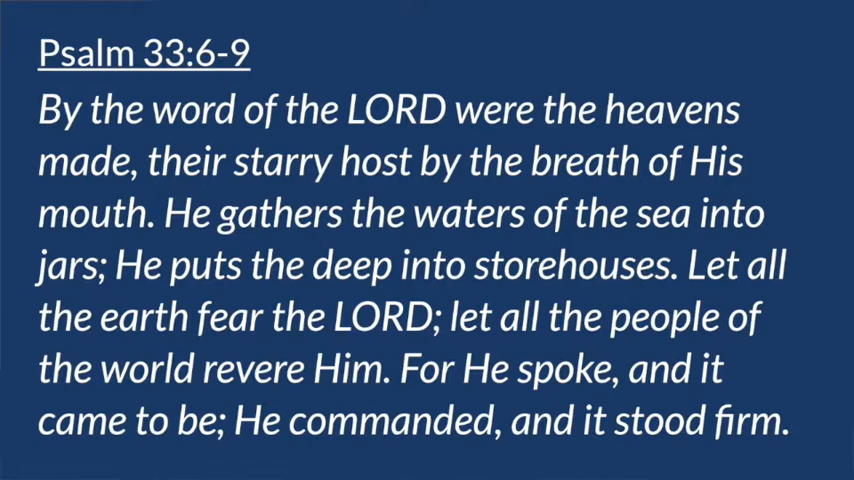 Psalm 33:6-9
By the word of the LORD were the heavens
made, their starry host by the breath of His
mouth. He gathers the waters of the sea into
jars; He puts the deep into storehouses. Let all
the earth fear the LORD; let all the people of
the world revere Him. For He spoke, and it
came to be; He commanded, and it stood firm.